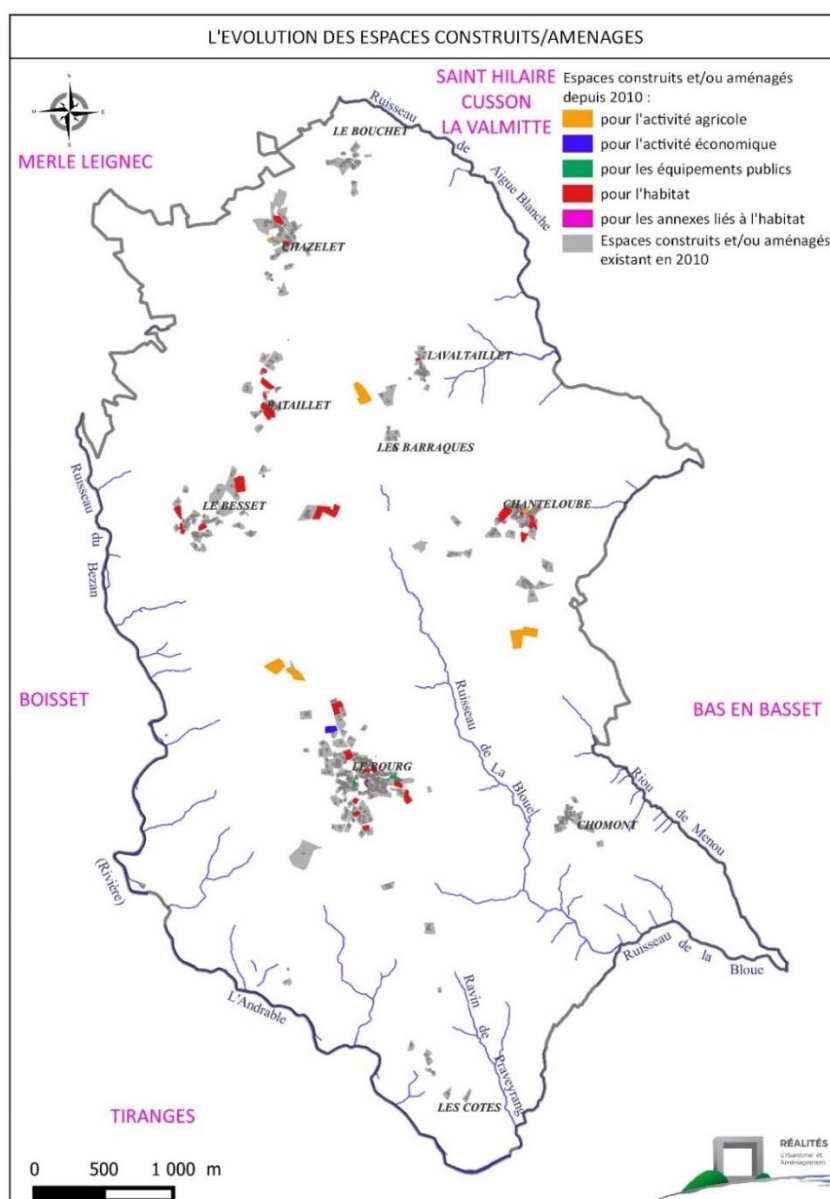 L'EVOLUTION DES ESPACES CONSTRUITS/AMENAGES
N
O
E
S
MERLE LEIGNEC
SAINT HILAIRE
CUSSON
LA VALMITTE
Espaces construits et/ou aménagés
depuis 2010 :
pour l'activité agricole
pour l'activité économique
pour les équipements publics
pour l'habitat
pour les annexes liés à l'habitat
Espaces construits et/ou aménagés
existant en 2010
Ruisseau de Aigue Blanche
LE BOUCHET
CHAZELET
LAVALTAILLET
BATAILLET
LES BARRAQUES
LE BESSET
CHANTELOUBE
Ruisseau du Bezan
BOISSET
BAS EN BASSET
Ruisseau de La Blouel
LE BOURG
CHOMONT
Riou de Menou
(Rivière)
L'Andrable
Ruisseau de la Bloue
Ravin de Praveyrang
LES COTES
TIRANGES
0 500 1 000 m
RÉALITÉS
Urbanisme et
Aménagement